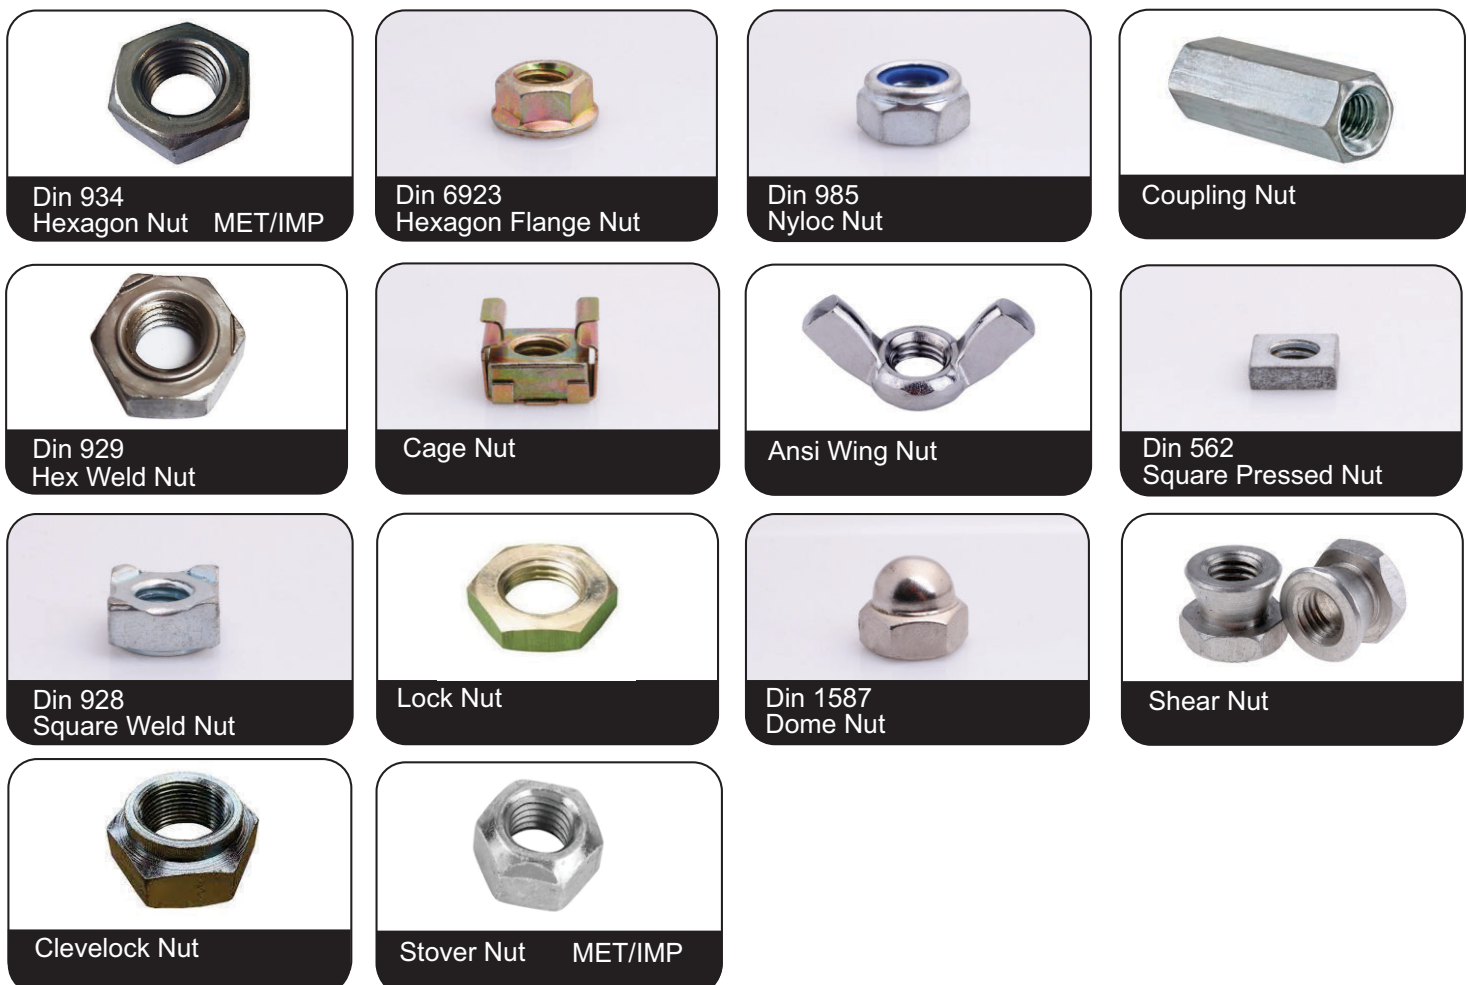 Din 934
Hexagon Nut MET/IMP
Din 6923
Hexagon Flange Nut
Din 985
Nyloc Nut
Coupling Nut
Din 929
Hex Weld Nut
Cage Nut
Ansi Wing Nut
Din 562
Square Pressed Nut
Din 928
Square Weld Nut
Lock Nut
Din 1587
Dome Nut
Shear Nut
Clevelock Nut
Stover Nut MET/IMP